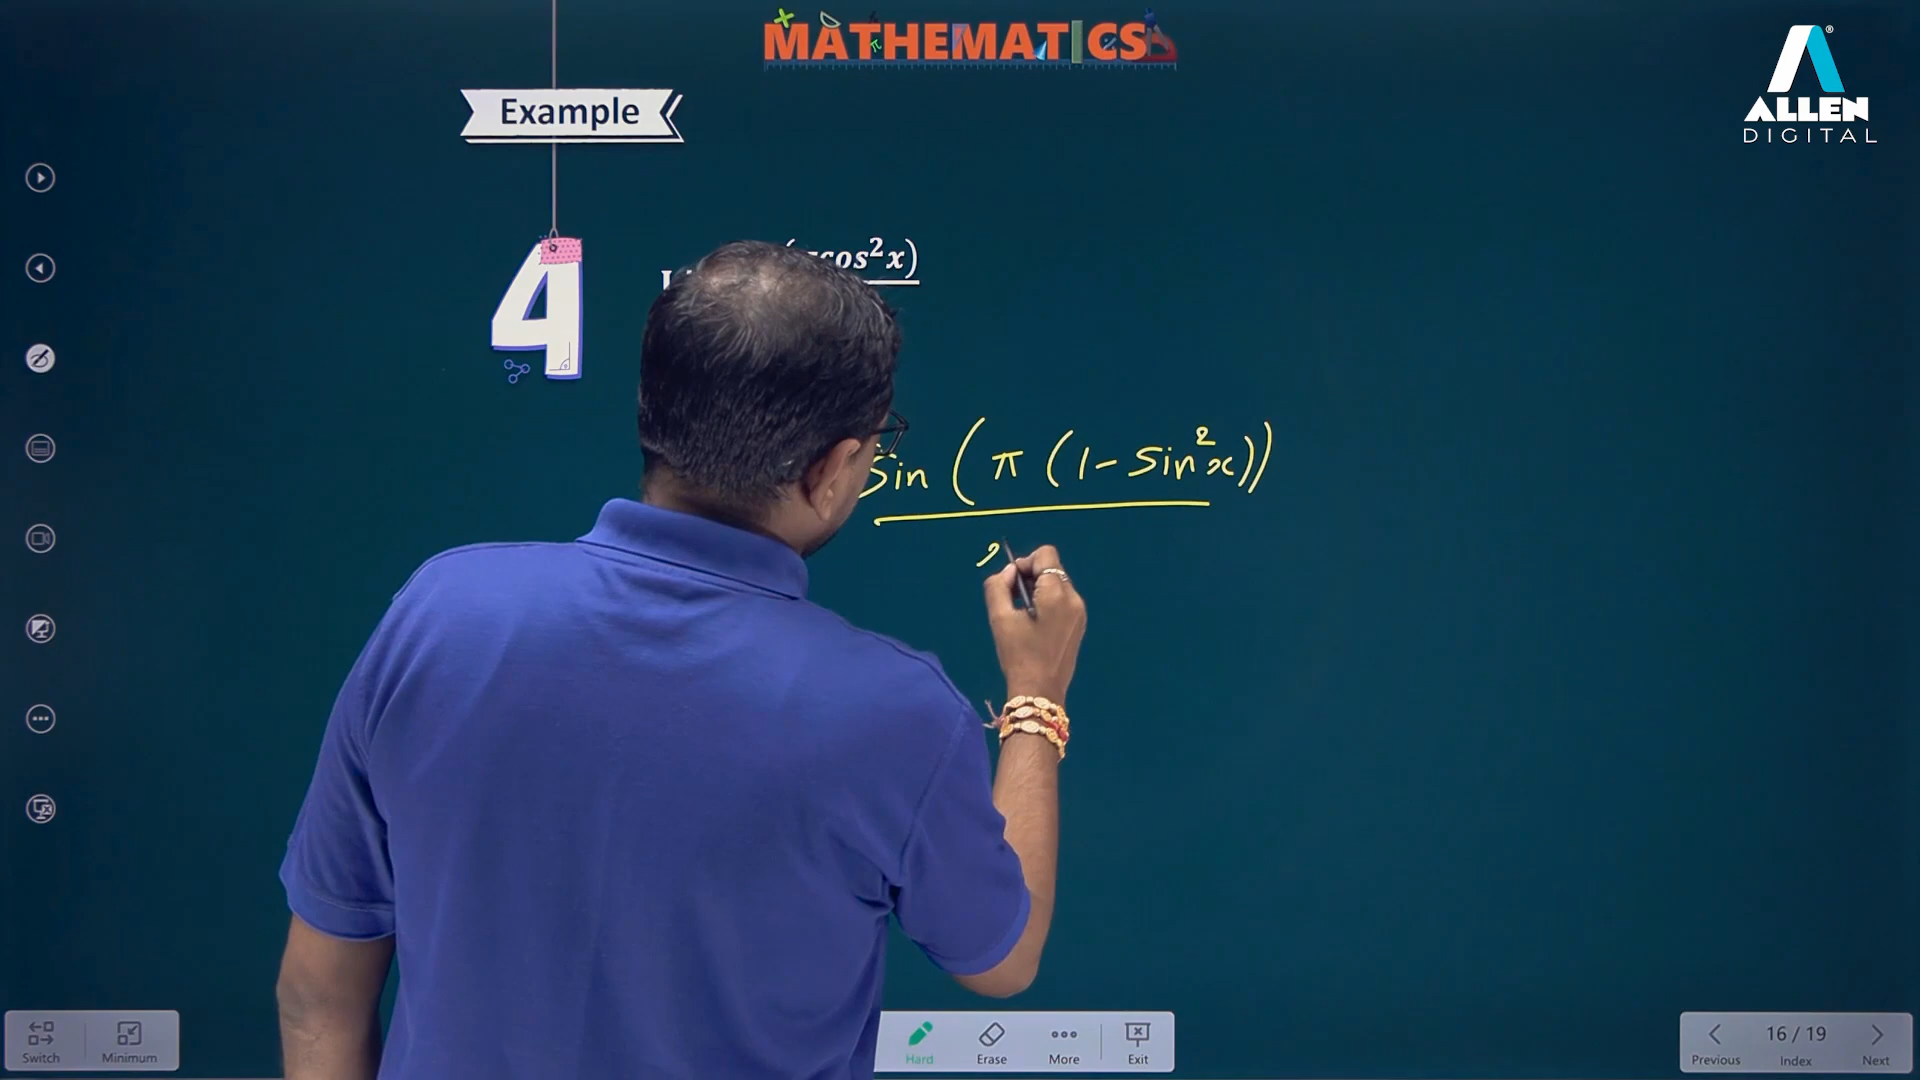 MATHEMATICS
ALLEN
DIGITAL
Example
4
cos²x)
Sin (π (1 - Sin²x))
Switch
Minimum
Hard
Erase
More
Exit
Previous
16 / 19
Index
Next